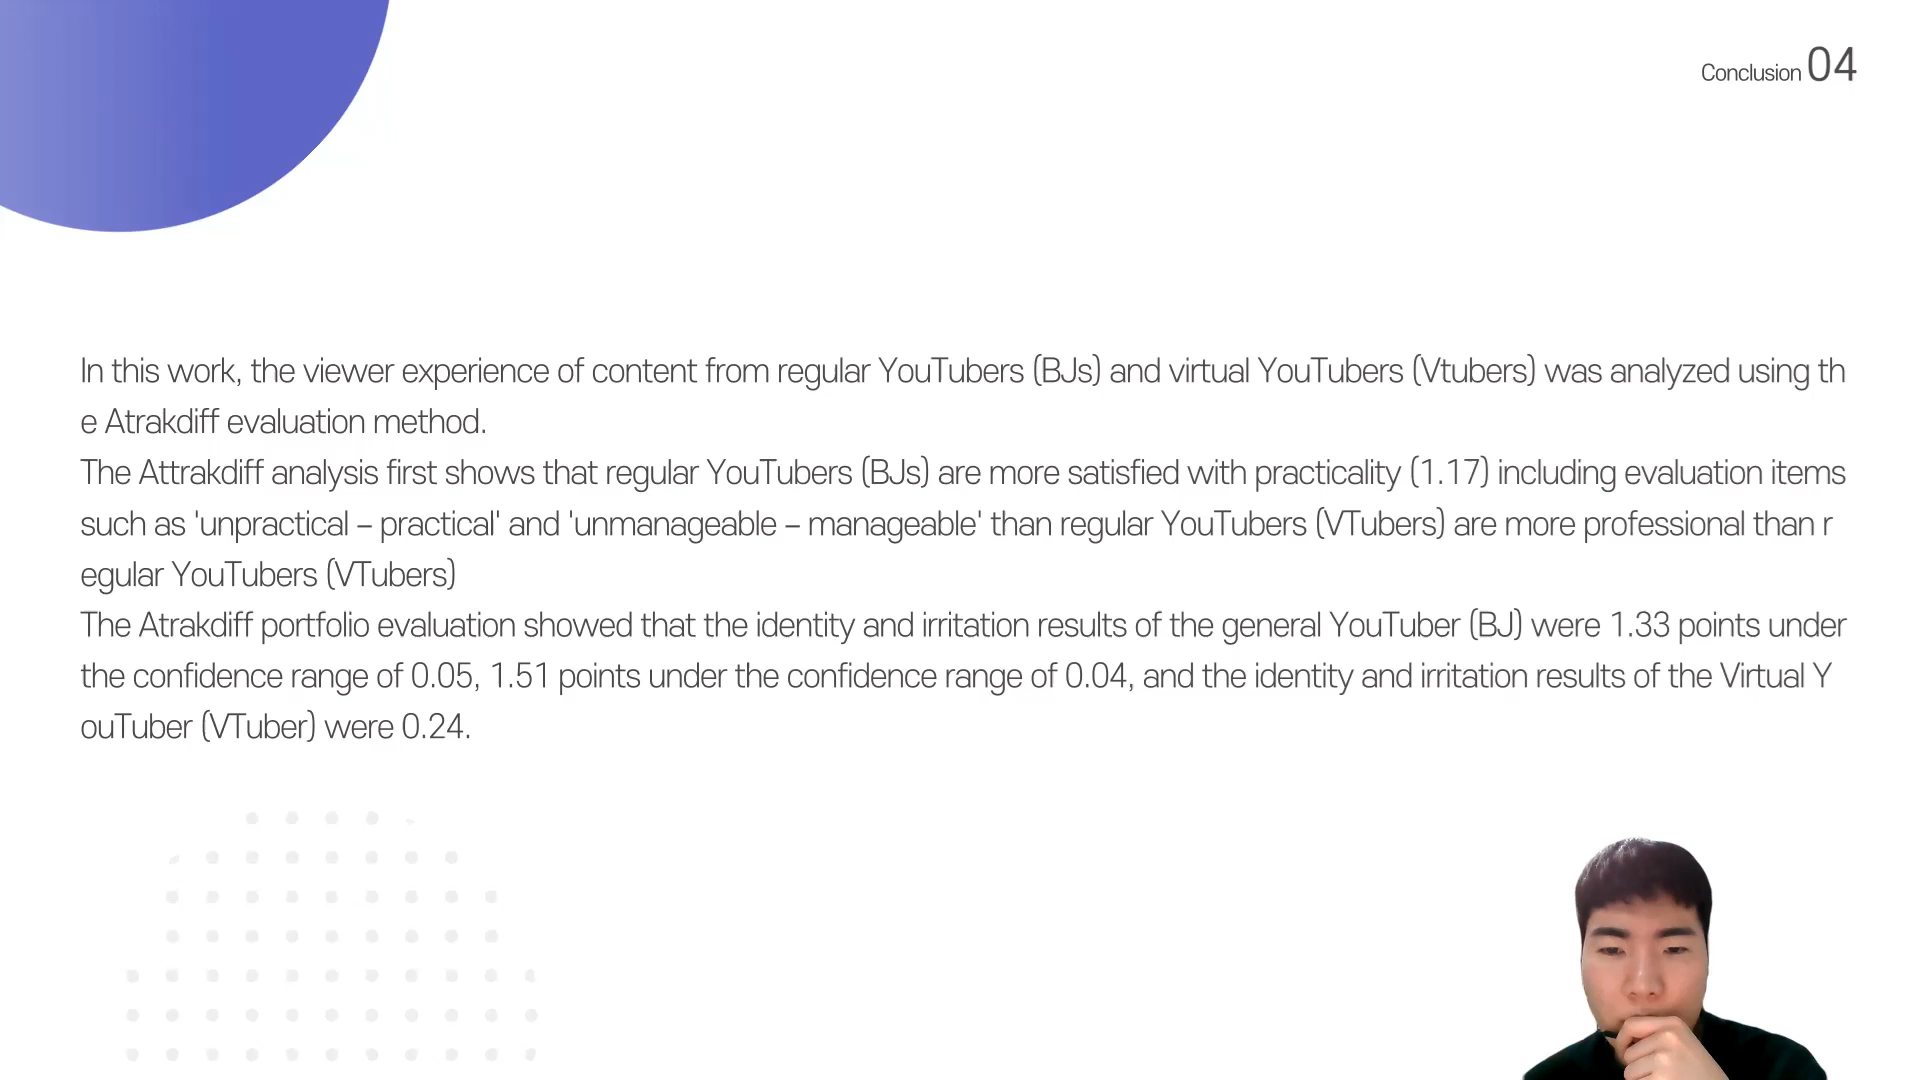 Conclusion 04
In this work, the viewer experience of content from regular YouTubers (BJs) and virtual YouTubers (Vtubers) was analyzed using th
e Atrakdiff evaluation method.
The Attrakdiff analysis first shows that regular YouTubers (BJs) are more satisfied with practicality (1.17) including evaluation items
such as 'unpractical – practical' and 'unmanageable – manageable' than regular YouTubers (VTubers) are more professional than r
egular YouTubers (VTubers)
The Atrakdiff portfolio evaluation showed that the identity and irritation results of the general YouTuber (BJ) were 1.33 points under
the confidence range of 0.05, 1.51 points under the confidence range of 0.04, and the identity and irritation results of the Virtual Y
ouTuber (VTuber) were 0.24.